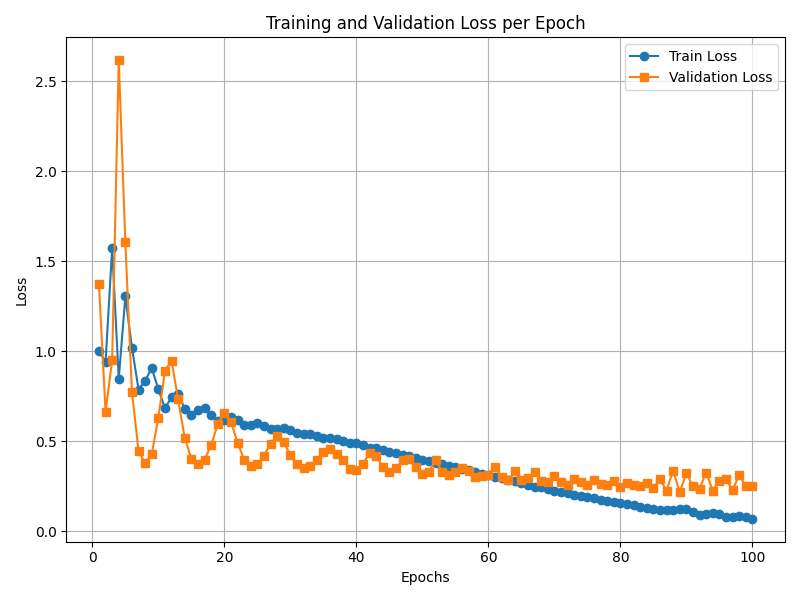 Training and Validation Loss per Epoch
Train Loss
Validation Loss
2.5
2.0
1.5
1.0
0.5
0.0
Loss
0 20 40 60 80 100
Epochs